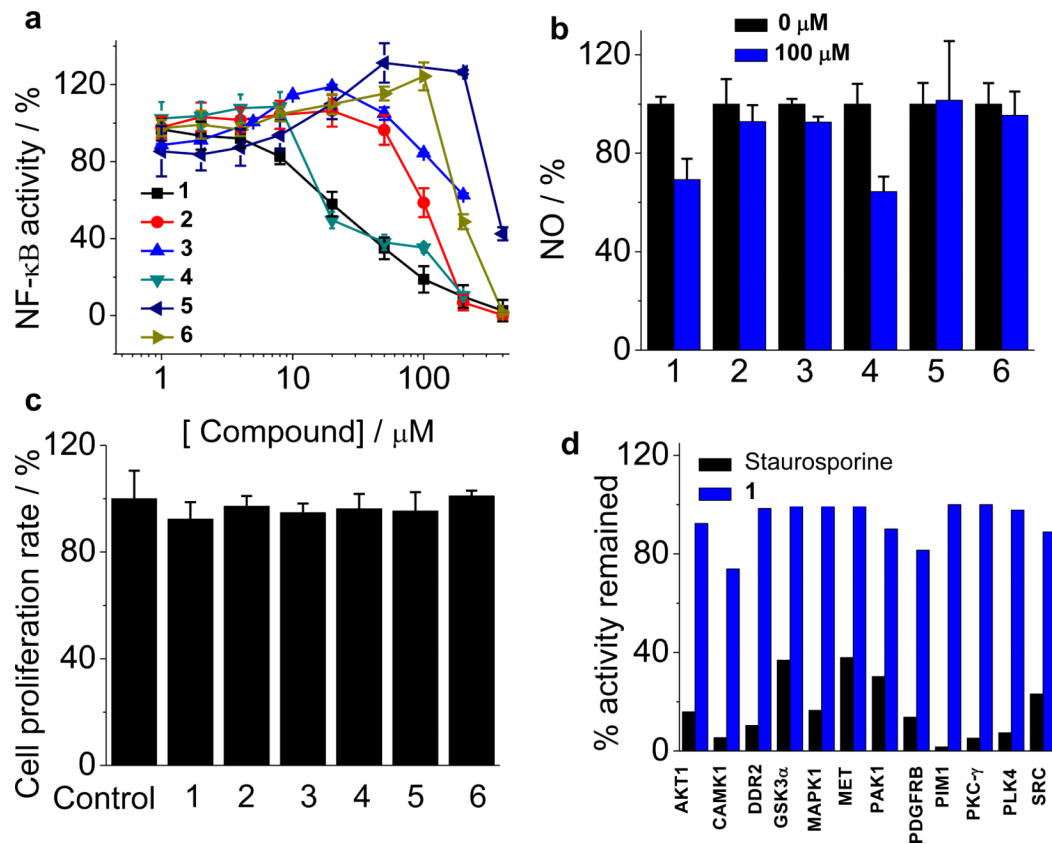 a
NF-κB activity / %
120
80
40
0
1
2
3
4
5
6
1 10 100
[ Compound] / μM
b
NO / %
0 μM
100 μM
120
80
40
0
1 2 3 4 5 6
c
Cell proliferation rate / %
120
80
40
0
Control 1 2 3 4 5 6
d
% activity remained
Staurosporine
1
120
80
40
0
AKT1
CAMK1
DDR2
GSK3α
MAPK1
MET
PAK1
PDGFRB
PIM1
PKC-γ
PLK4
SRC